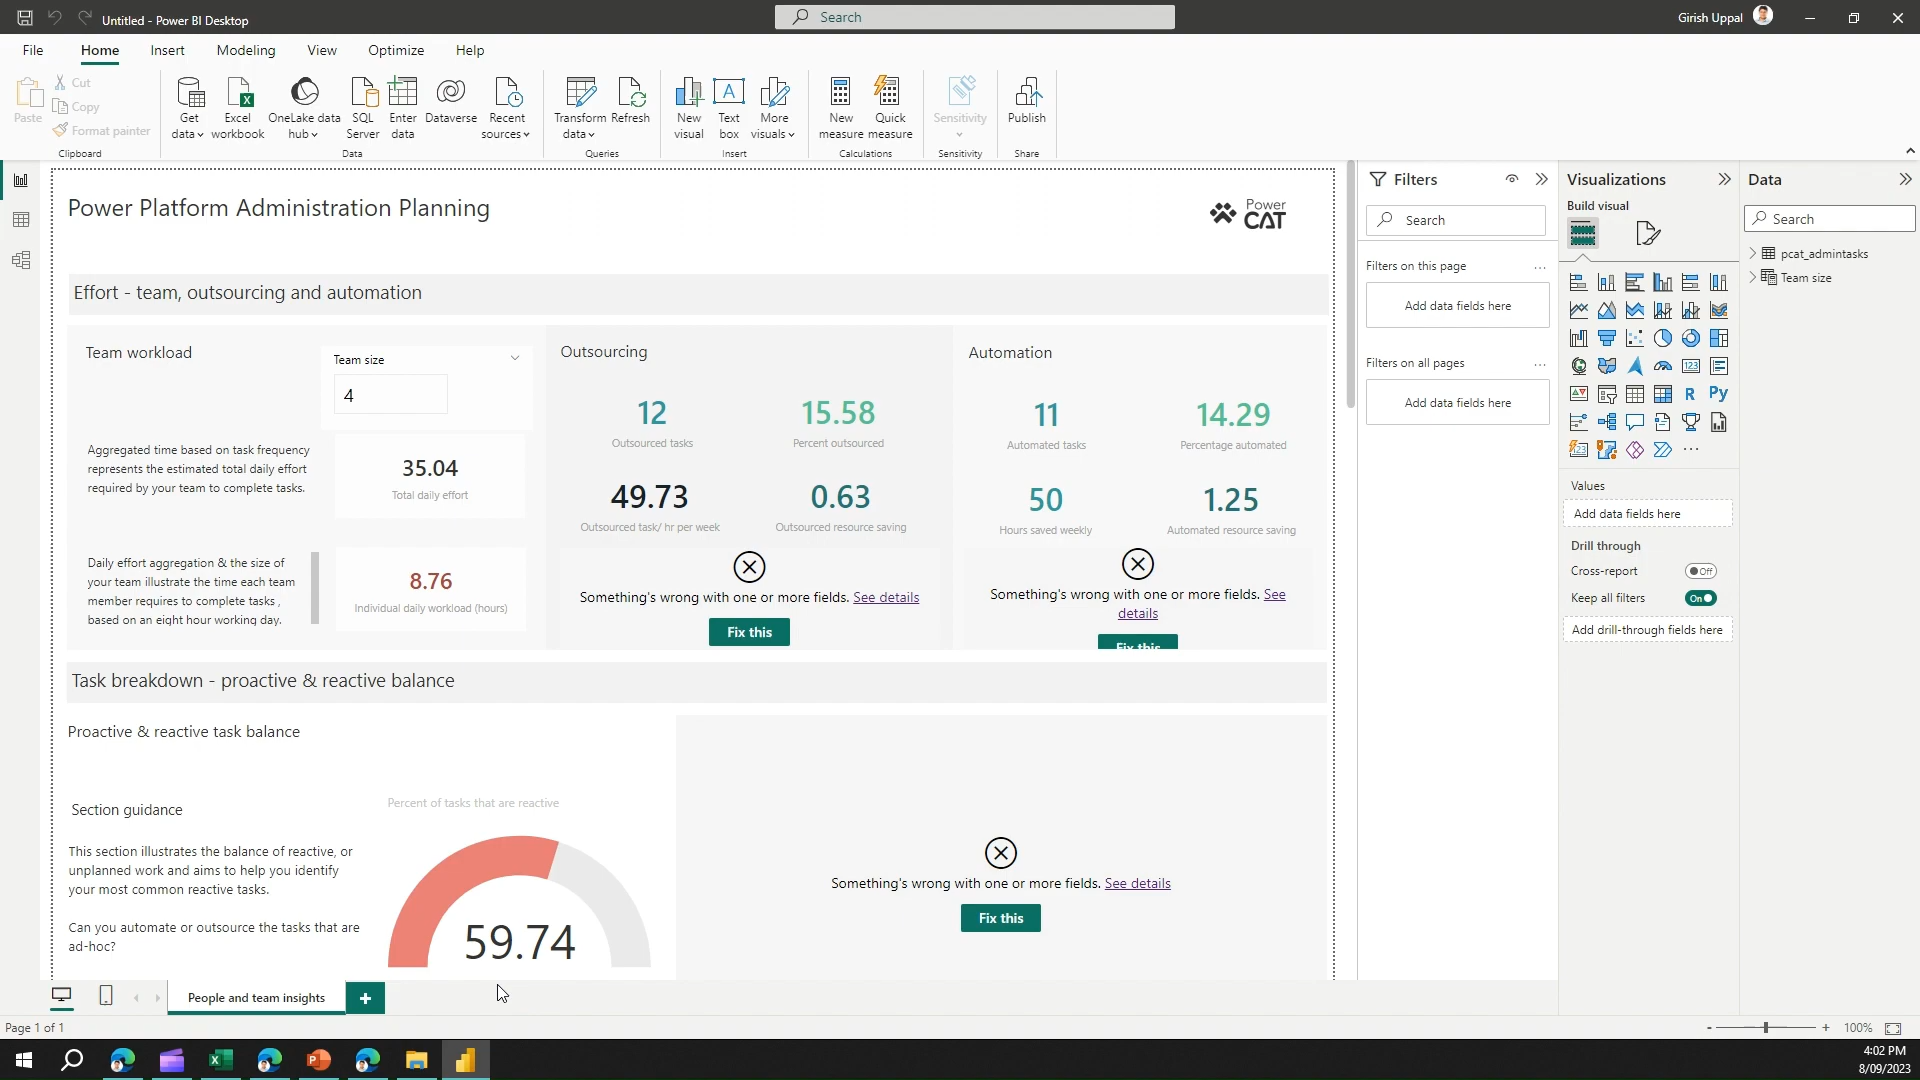 Untitled - Power BI Desktop
Search
Girish Uppal
File
Home
Insert
Modeling
View
Optimize
Help
Paste
Cut
Copy
Format painter
Clipboard
Get data
Excel workbook
OneLake data hub
SQL Server
Enter data
Dataverse
Recent sources
Data
Transform data
Refresh
Queries
New visual
A
Text box
More visuals
Insert
New measure
Quick measure
Calculations
Sensitivity
Sensitivity
Publish
Share
Power Platform Administration Planning
Power
CAT
Effort - team, outsourcing and automation
Team workload
Team size
4
Aggregated time based on task frequency
represents the estimated total daily effort
required by your team to complete tasks.
35.04
Total daily effort
Daily effort aggregation & the size of
your team illustrate the time each team
member requires to complete tasks ,
based on an eight hour working day.
8.76
Individual daily workload (hours)
Outsourcing
12
Outsourced tasks
15.58
Percent outsourced
49.73
Outsourced task/ hr per week
0.63
Outsourced resource saving
Something's wrong with one or more fields. See details
Fix this
Automation
11
Automated tasks
14.29
Percentage automated
50
Hours saved weekly
1.25
Automated resource saving
Something's wrong with one or more fields. See
details
Fix this
Task breakdown - proactive & reactive balance
Proactive & reactive task balance
Section guidance
This section illustrates the balance of reactive, or
unplanned work and aims to help you identify
your most common reactive tasks.
Can you automate or outsource the tasks that are
ad-hoc?
Percent of tasks that are reactive
59.74
Something's wrong with one or more fields. See details
Fix this
Filters
Search
Filters on this page
...
Add data fields here
Filters on all pages
...
Add data fields here
Visualizations
Build visual
123
R
Py
123
...
Values
Add data fields here
Drill through
Cross-report
Off
Keep all filters
On
Add drill-through fields here
Data
Search
pcat_admintasks
Team size
People and team insights
+
Page 1 of 1
- + 100%
4:02 PM
8/09/2023